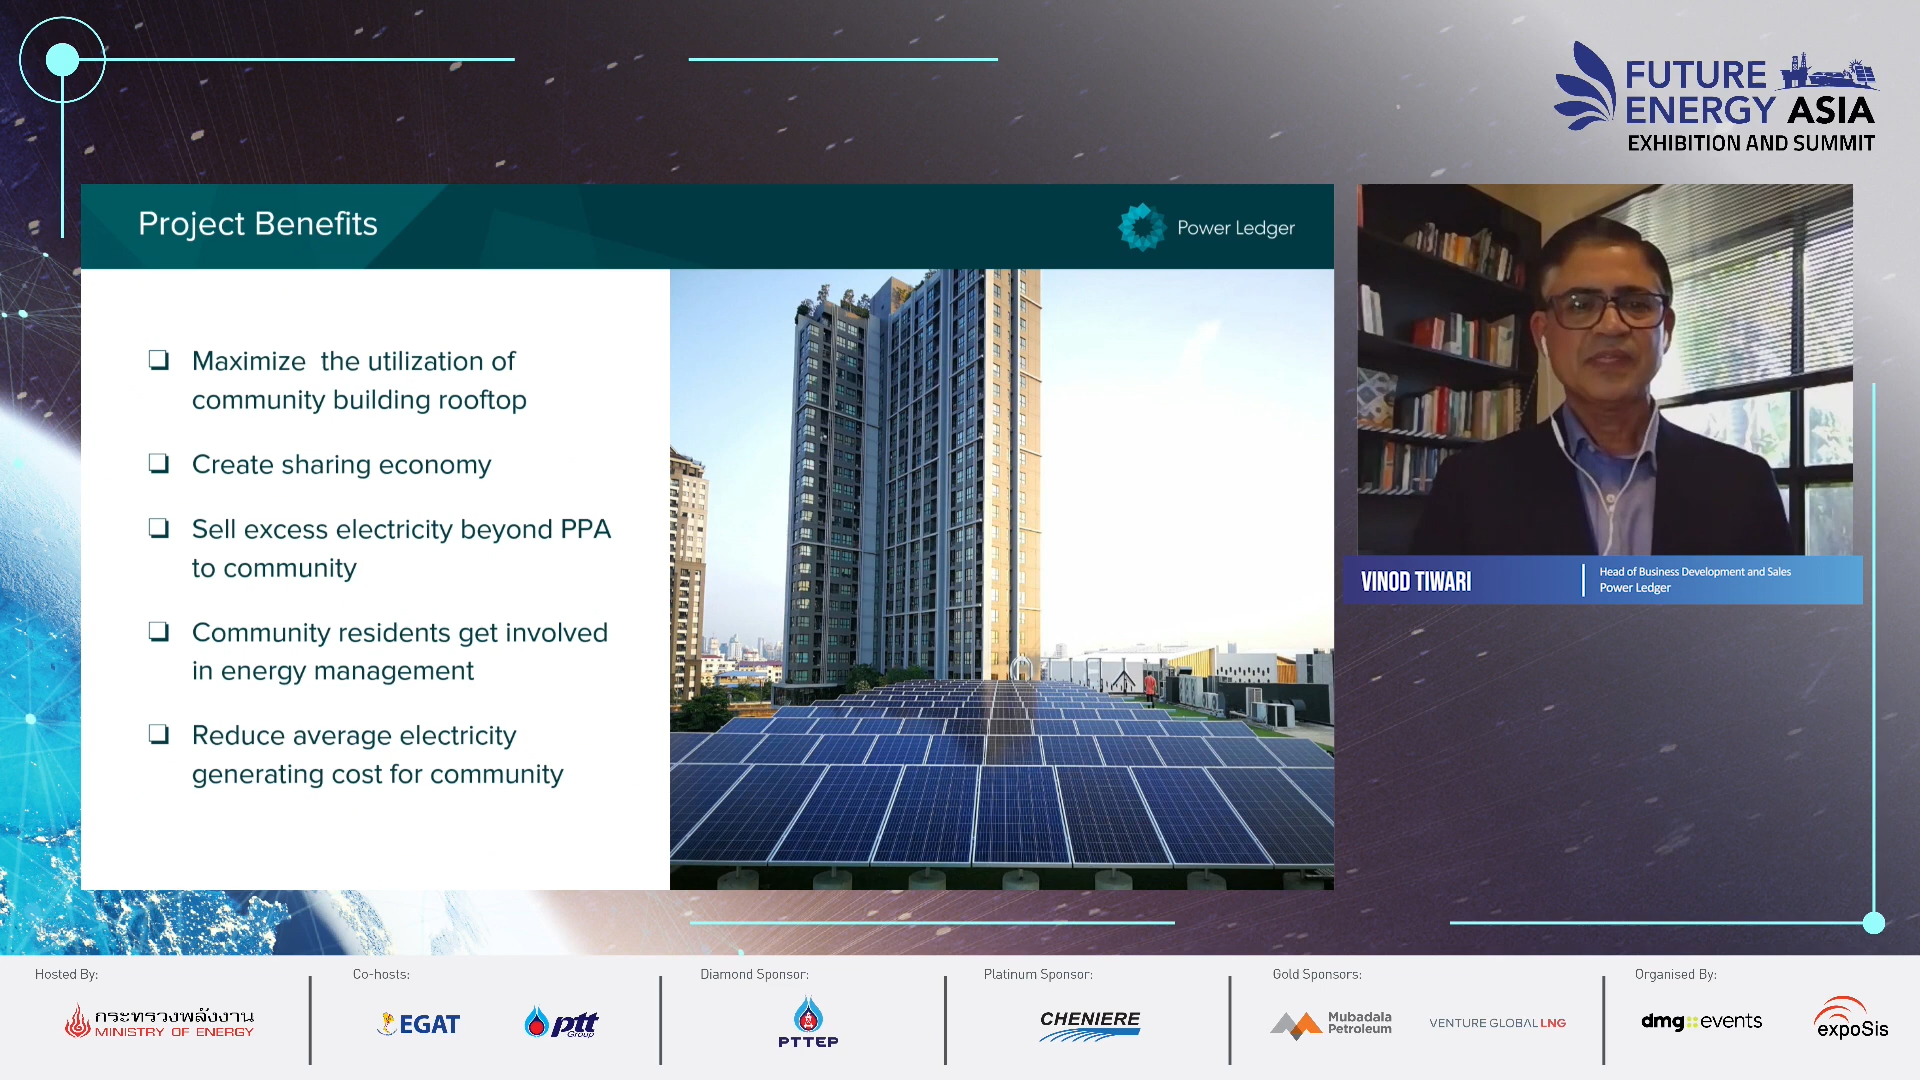 FUTURE
ENERGY ASIA
EXHIBITION AND SUMMIT
Project Benefits
Power Ledger
❏ Maximize the utilization of
community building rooftop
❏ Create sharing economy
❏ Sell excess electricity beyond PPA
to community
❏ Community residents get involved
in energy management
❏ Reduce average electricity
generating cost for community
VINOD TIWARI
Head of Business Development and Sales
Power Ledger
Hosted By:
กระทรวงพลังงาน
MINISTRY OF ENERGY
Co-hosts:
EGAT
ptt
Group
Diamond Sponsor:
PTTEP
Platinum Sponsor:
CHENIERE
Gold Sponsors:
Mubadala
Petroleum
VENTURE GLOBAL LNG
Organised By:
dmg events
expoSis